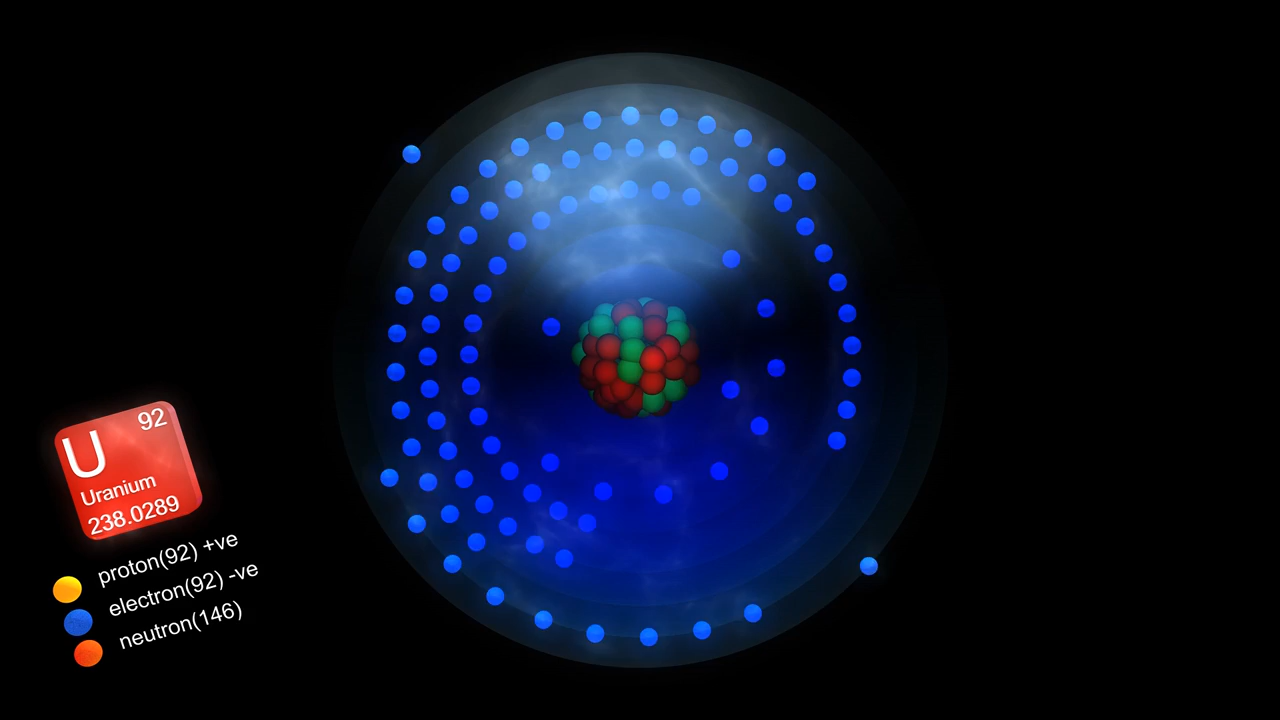 92
U
Uranium
238.0289
proton(92) +ve
electron(92) -ve
neutron(146)